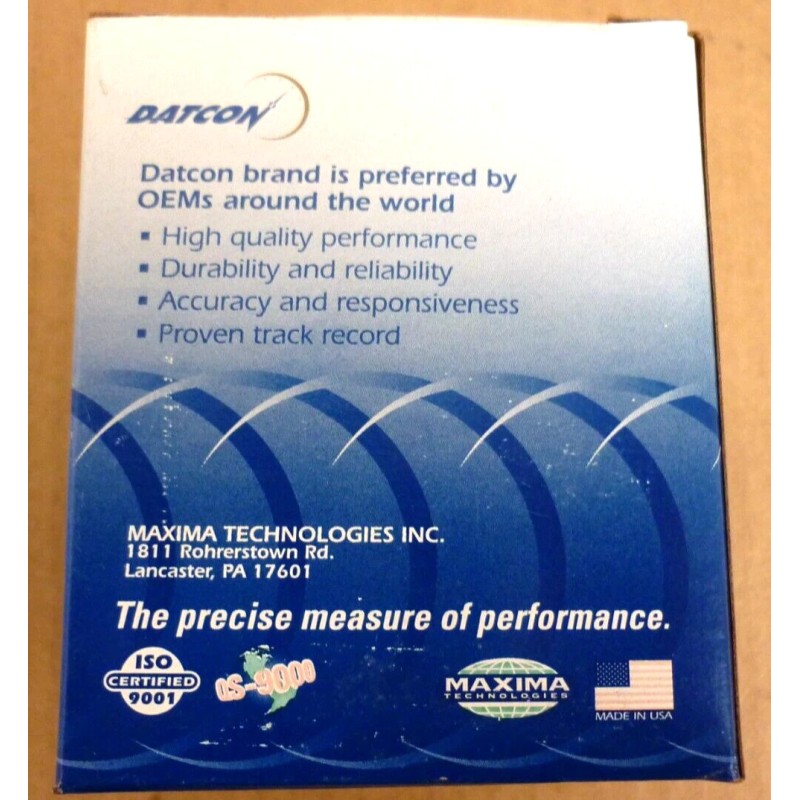 DATCON
Datcon brand is preferred by
OEMs around the world
▪ High quality performance
▪ Durability and reliability
▪ Accuracy and responsiveness
▪ Proven track record
MAXIMA TECHNOLOGIES INC.
1811 Rohrerstown Rd.
Lancaster, PA 17601
The precise measure of performance.
ISO
CERTIFIED
9001
QS-9000
MAXIMA
TECHNOLOGIES
MADE IN USA